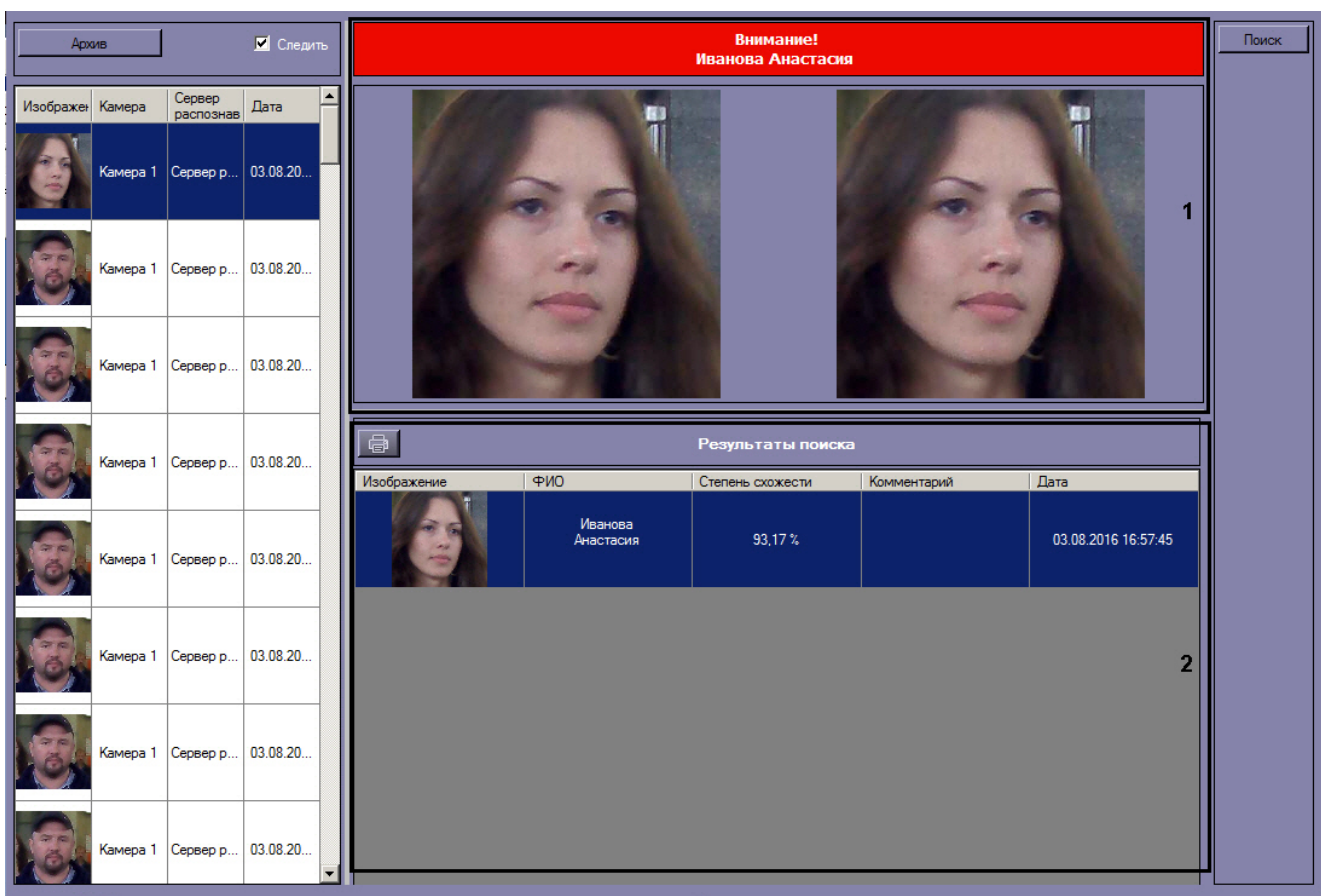 Архив
Следить
Изображен Камера Сервер распознав Дата
Камера 1 Сервер р... 03.08.20...
Камера 1 Сервер р... 03.08.20...
Камера 1 Сервер р... 03.08.20...
Камера 1 Сервер р... 03.08.20...
Камера 1 Сервер р... 03.08.20...
Камера 1 Сервер р... 03.08.20...
Камера 1 Сервер р... 03.08.20...
Камера 1 Сервер р... 03.08.20...
Внимание!
Иванова Анастасия
1
Результаты поиска
Изображение ФИО Степень схожести Комментарий Дата
Иванова
Анастасия
93,17 %
03.08.2016 16:57:45
2
Поиск